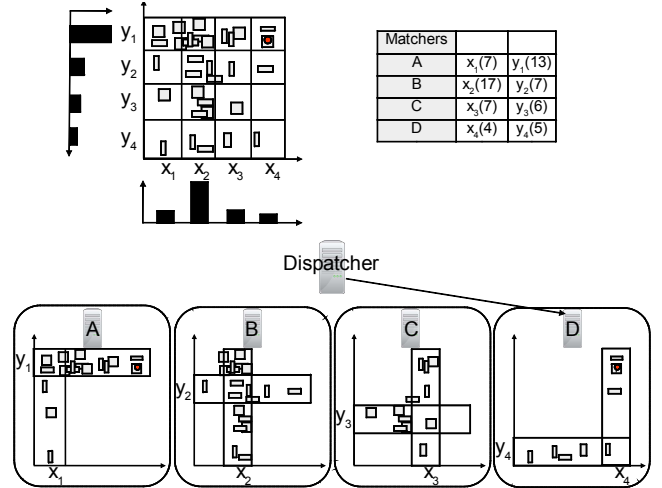 y1
y2
y3
y4
x1 x2 x3 x4
Matchers
A x1(7) y1(13)
B x2(17) y2(7)
C x3(7) y3(6)
D x4(4) y4(5)
Dispatcher
A
y1
x1
B
y2
x2
C
y3
x3
D
y4
x4